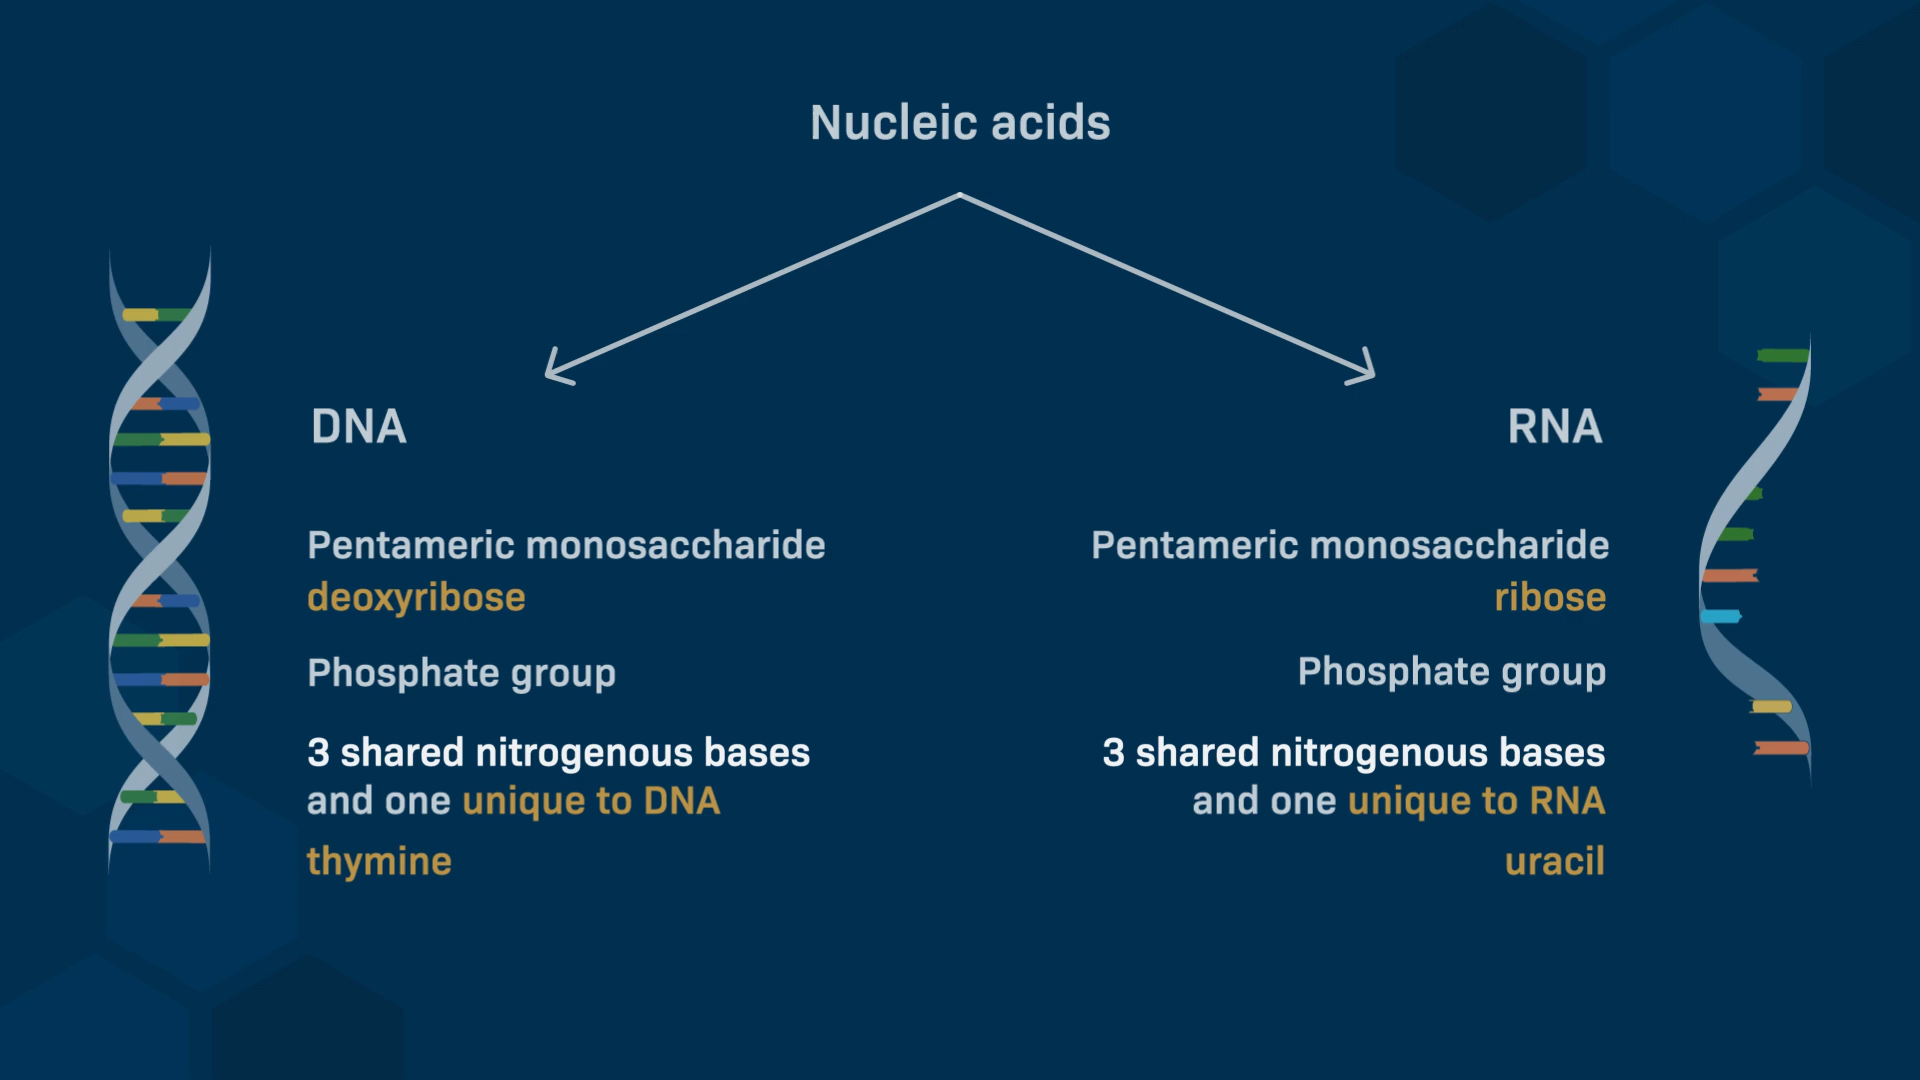 Nucleic acids
DNA
Pentameric monosaccharide
deoxyribose
Phosphate group
3 shared nitrogenous bases
and one unique to DNA
thymine
RNA
Pentameric monosaccharide
ribose
Phosphate group
3 shared nitrogenous bases
and one unique to RNA
uracil